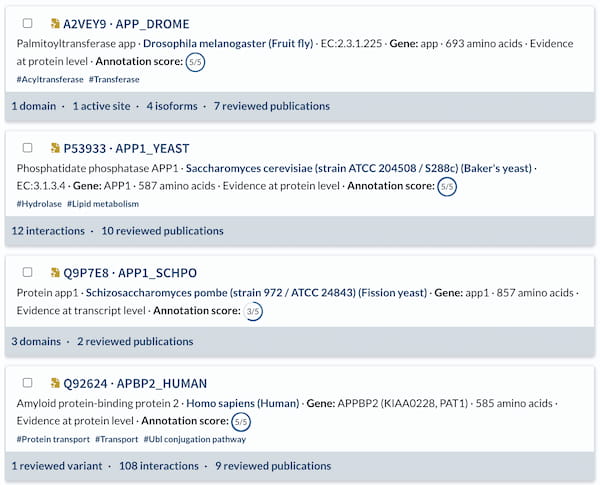 A2VEY9 · APP_DROME
Palmitoyltransferase app · Drosophila melanogaster (Fruit fly) · EC:2.3.1.225 · Gene: app · 693 amino acids · Evidence
at protein level · Annotation score: 5/5
#Acyltransferase #Transferase
1 domain · 1 active site · 4 isoforms · 7 reviewed publications
P53933 · APP1_YEAST
Phosphatidate phosphatase APP1 · Saccharomyces cerevisiae (strain ATCC 204508 / S288c) (Baker's yeast) ·
EC:3.1.3.4 · Gene: APP1 · 587 amino acids · Evidence at protein level · Annotation score: 5/5
#Hydrolase #Lipid metabolism
12 interactions · 10 reviewed publications
Q9P7E8 · APP1_SCHPO
Protein app1 · Schizosaccharomyces pombe (strain 972 / ATCC 24843) (Fission yeast) · Gene: app1 · 857 amino acids ·
Evidence at transcript level · Annotation score: 3/5
3 domains · 2 reviewed publications
Q92624 · APBP2_HUMAN
Amyloid protein-binding protein 2 · Homo sapiens (Human) · Gene: APPBP2 (KIAA0228, PAT1) · 585 amino acids ·
Evidence at protein level · Annotation score: 5/5
#Protein transport #Transport #Ubl conjugation pathway
1 reviewed variant · 108 interactions · 9 reviewed publications